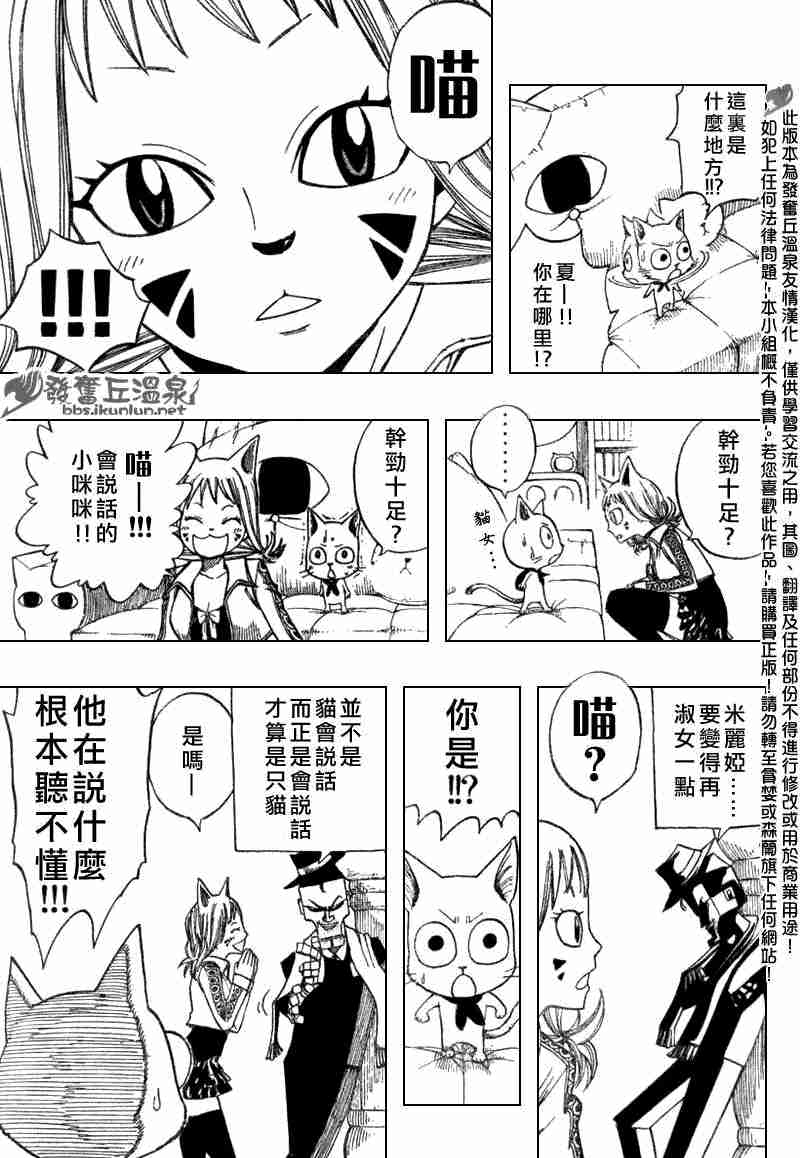 此版本為發奮丘溫泉友情漢化，僅供學習交流之用，其圖、翻譯及任何部份不得進行修改或用於商業用途！
如犯上任何法律問題，本小組概不負責。若您喜歡此作品，請購買正版！請勿轉至貪婪或森蘭旗下任何網站！
這裏是
什麼地方!!?
夏ー!!
你在哪里!?
喵
!!!
發奮丘溫泉
bbs.ikunlun.net
幹勁十足?
………
貓女…
幹勁十足?
喵ー!!!
會説話的
小咪咪!!
米麗婭……
要變得再
淑女一點
喵?
你是!!?
並不是
貓會説話
而正是會説話
才算是只貓
是嗎ー
他在説什麼
根本聽不懂!!!